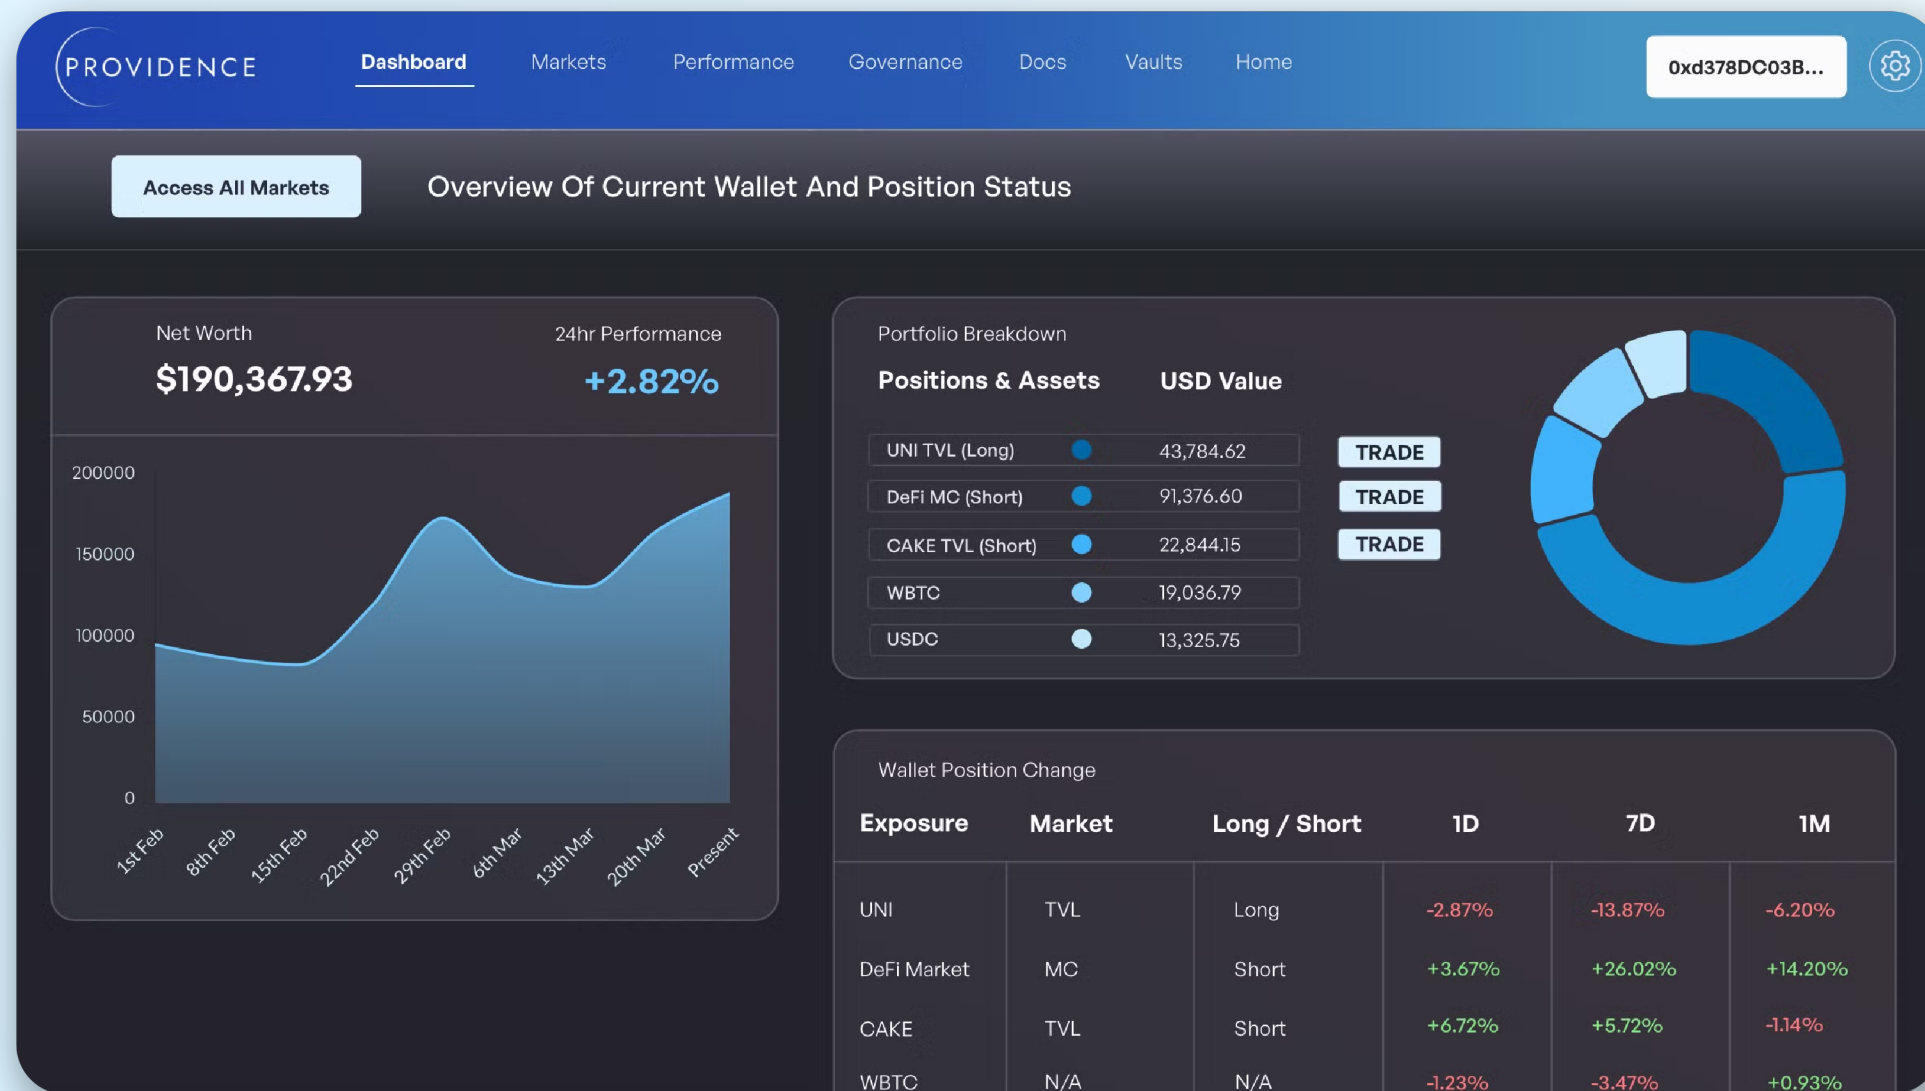 PROVIDENCE
Dashboard Markets Performance Governance Docs Vaults Home
0xd378DC03B...
Access All Markets
Overview Of Current Wallet And Position Status
Net Worth 24hr Performance
$190,367.93 +2.82%
200000
150000
100000
50000
0
1st Feb 8th Feb 15th Feb 22nd Feb 29th Feb 6th Mar 13th Mar 20th Mar Present
Portfolio Breakdown
Positions & Assets USD Value
UNI TVL (Long) 43,784.62 TRADE
DeFi MC (Short) 91,376.60 TRADE
CAKE TVL (Short) 22,844.15 TRADE
WBTC 19,036.79
USDC 13,325.75
Wallet Position Change
Exposure Market Long / Short 1D 7D 1M
UNI TVL Long -2.87% -13.87% -6.20%
DeFi Market MC Short +3.67% +26.02% +14.20%
CAKE TVL Short +6.72% +5.72% -1.14%
WBTC N/A N/A -1.23% -3.47% +0.93%